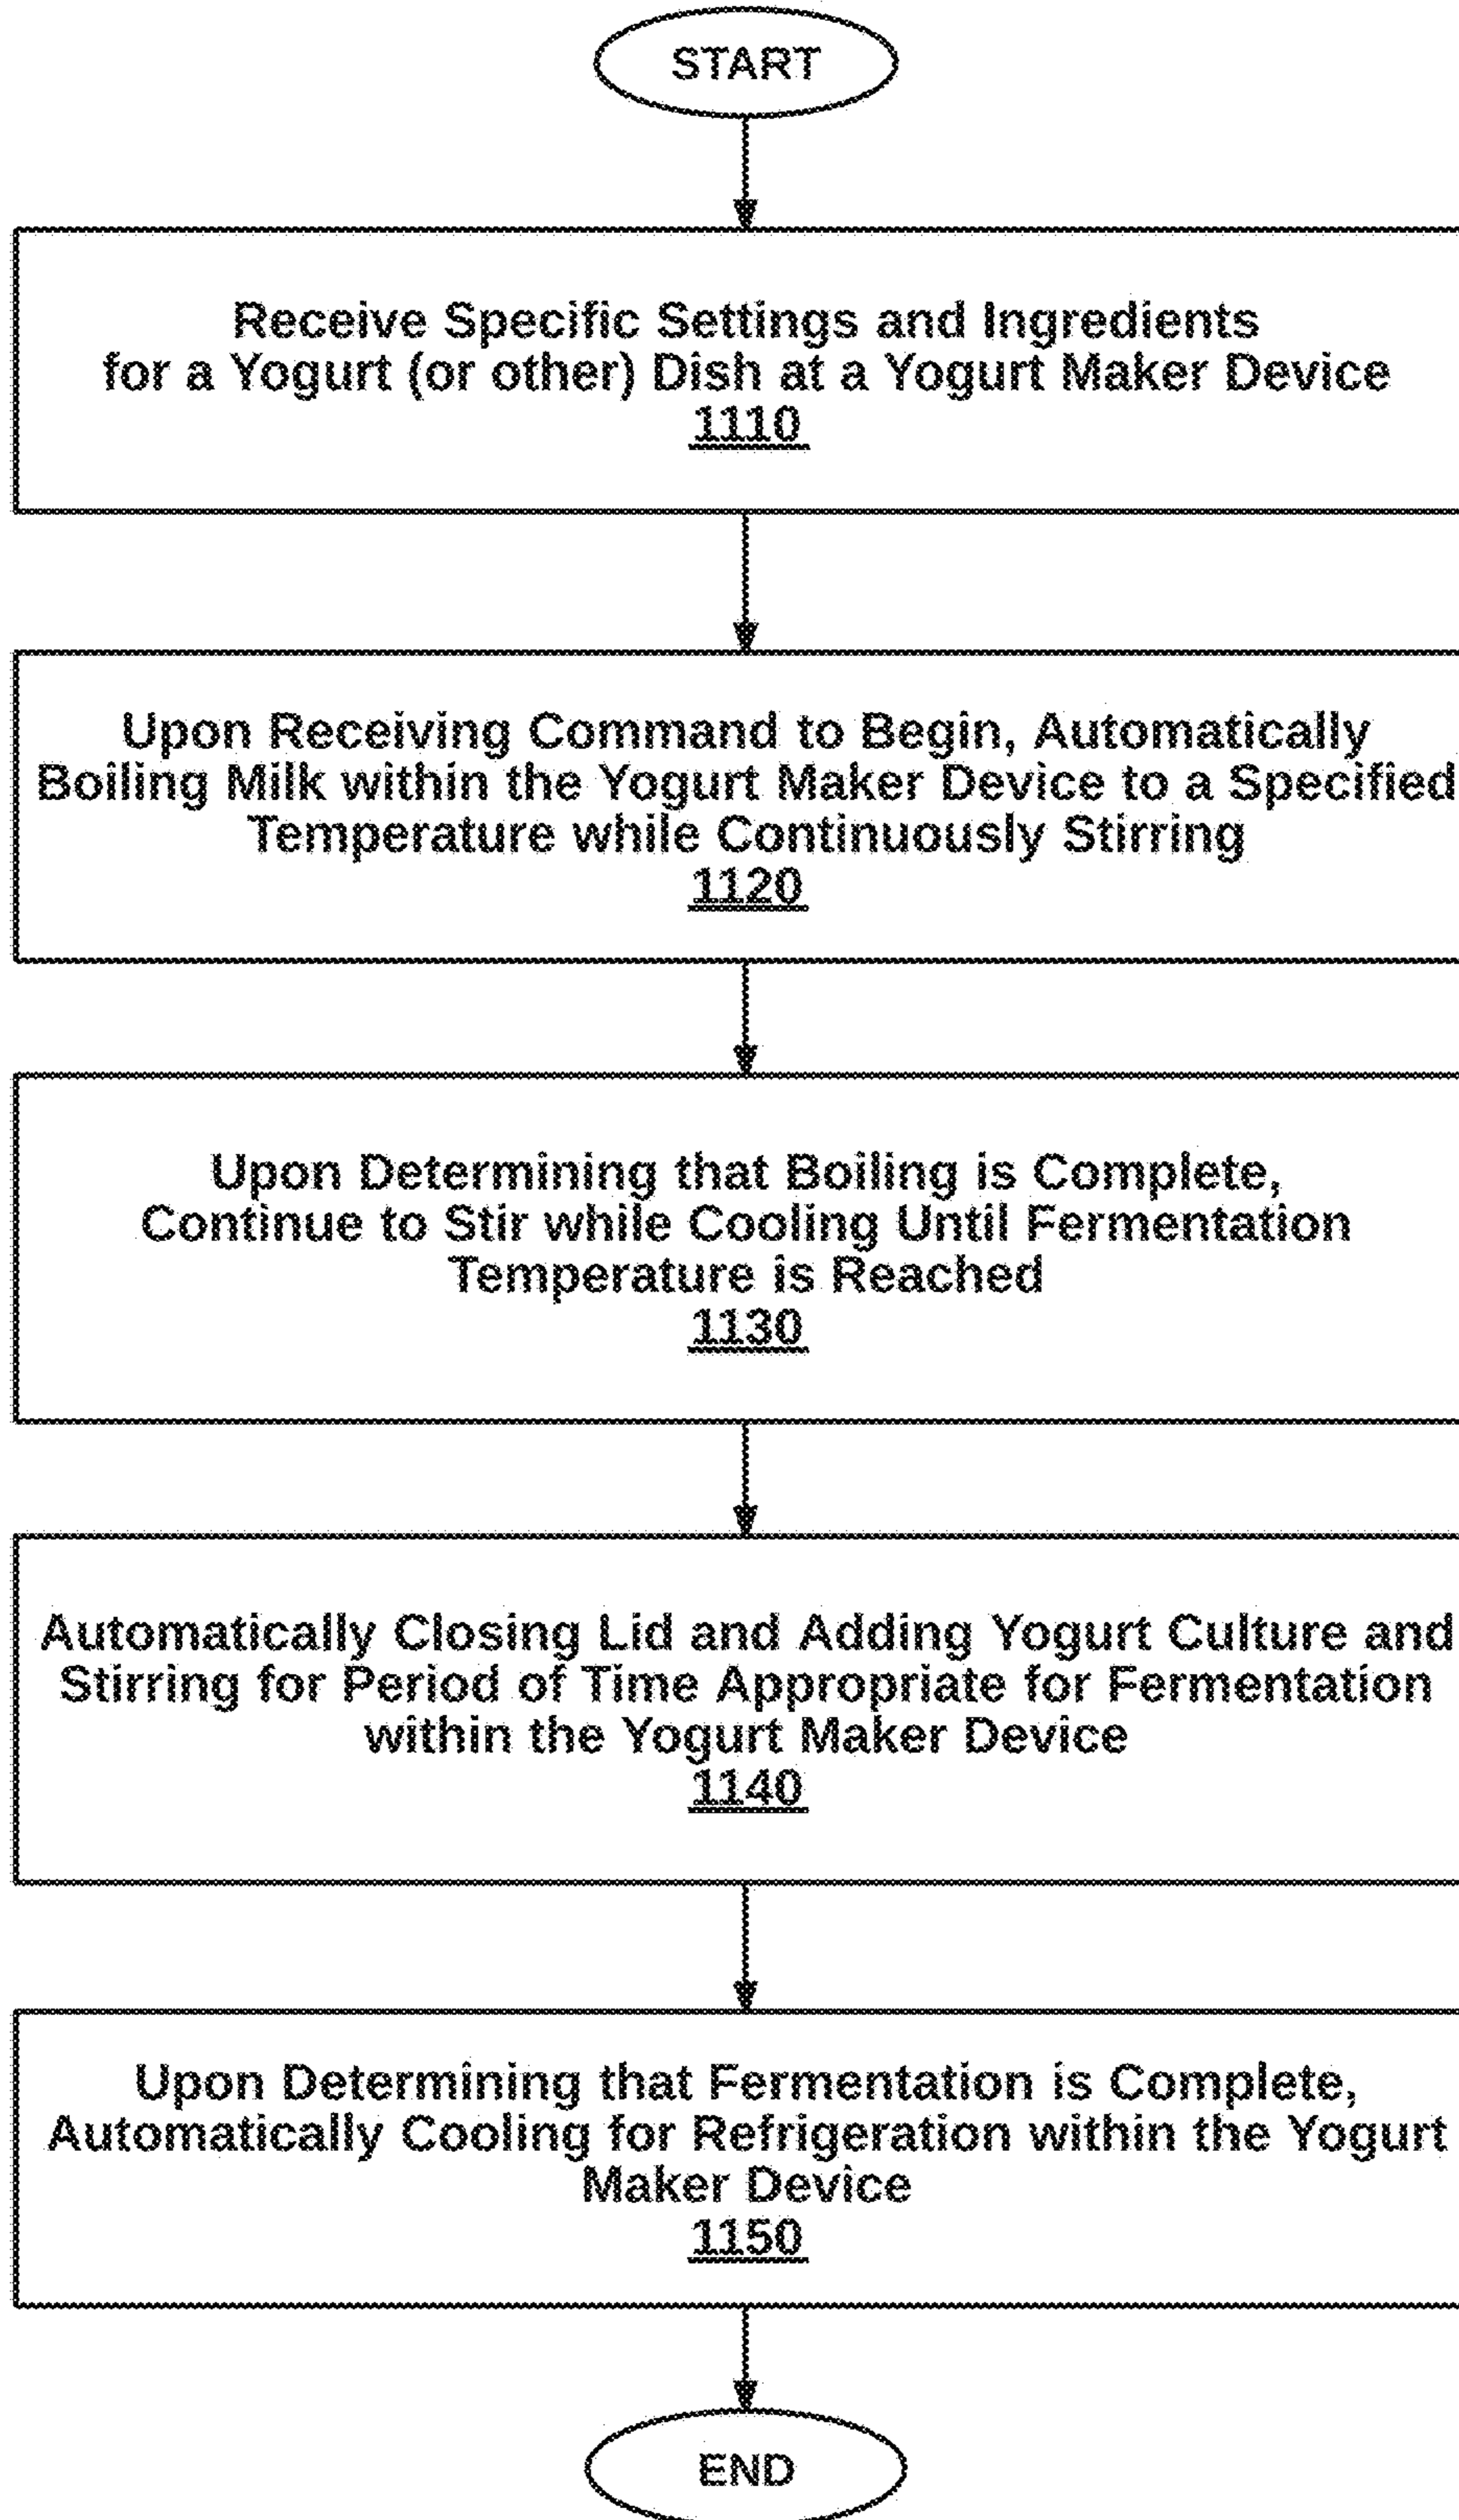 START
Receive Specific Settings and Ingredients
for a Yogurt (or other) Dish at a Yogurt Maker Device
1110
Upon Receiving Command to Begin, Automatically
Boiling Milk within the Yogurt Maker Device to a Specified
Temperature while Continuously Stirring
1120
Upon Determining that Boiling is Complete,
Continue to Stir while Cooling Until Fermentation
Temperature is Reached
1130
Automatically Closing Lid and Adding Yogurt Culture and
Stirring for Period of Time Appropriate for Fermentation
within the Yogurt Maker Device
1140
Upon Determining that Fermentation is Complete,
Automatically Cooling for Refrigeration within the Yogurt
Maker Device
1150
END